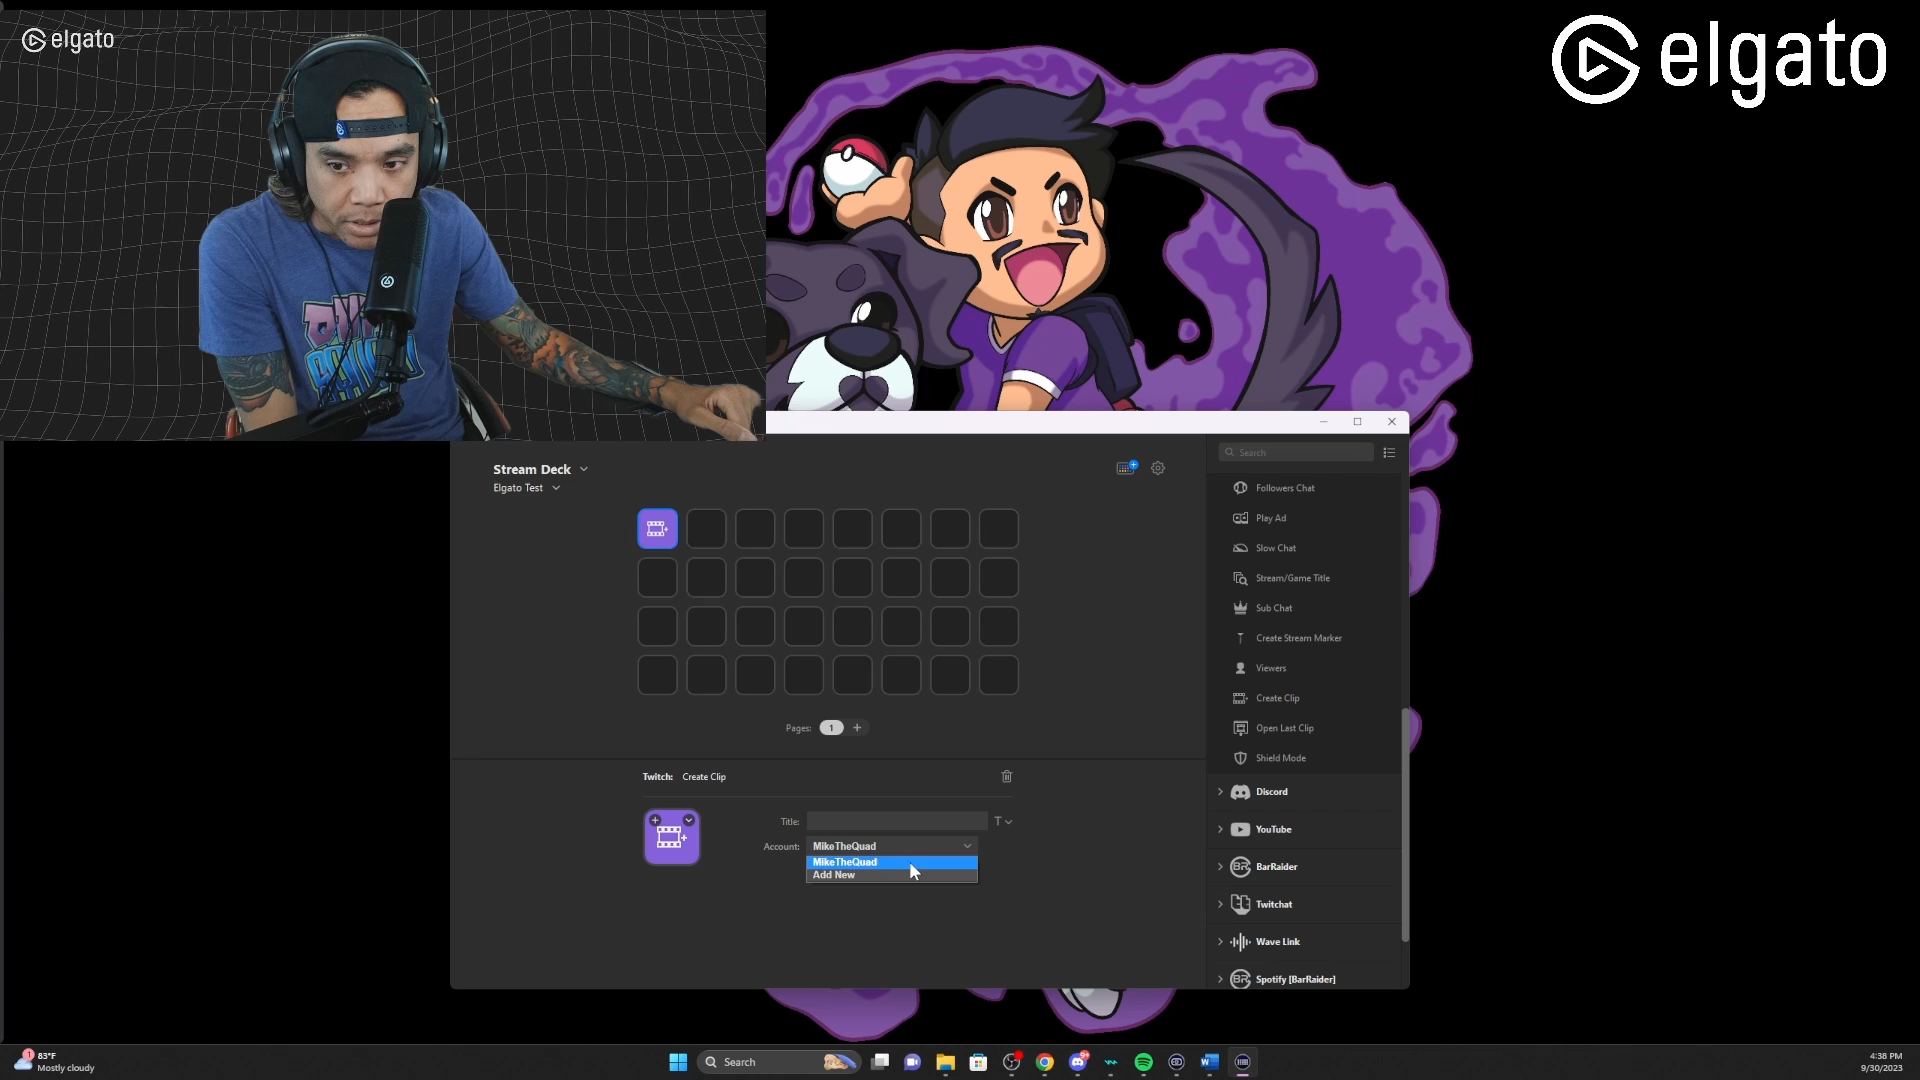 elgato
elgato
Stream Deck
Elgato Test
Search
Followers Chat
Play Ad
Slow Chat
Stream/Game Title
Sub Chat
Create Stream Marker
Viewers
Create Clip
Open Last Clip
Shield Mode
Discord
YouTube
BarRaider
Twitchat
Wave Link
Spotify [BarRaider]
Pages: 1 +
Twitch: Create Clip
Title:
T
Account: MikeTheQuad
MikeTheQuad
Add New
1
83°F
Mostly cloudy
Search
4:38 PM
9/30/2023